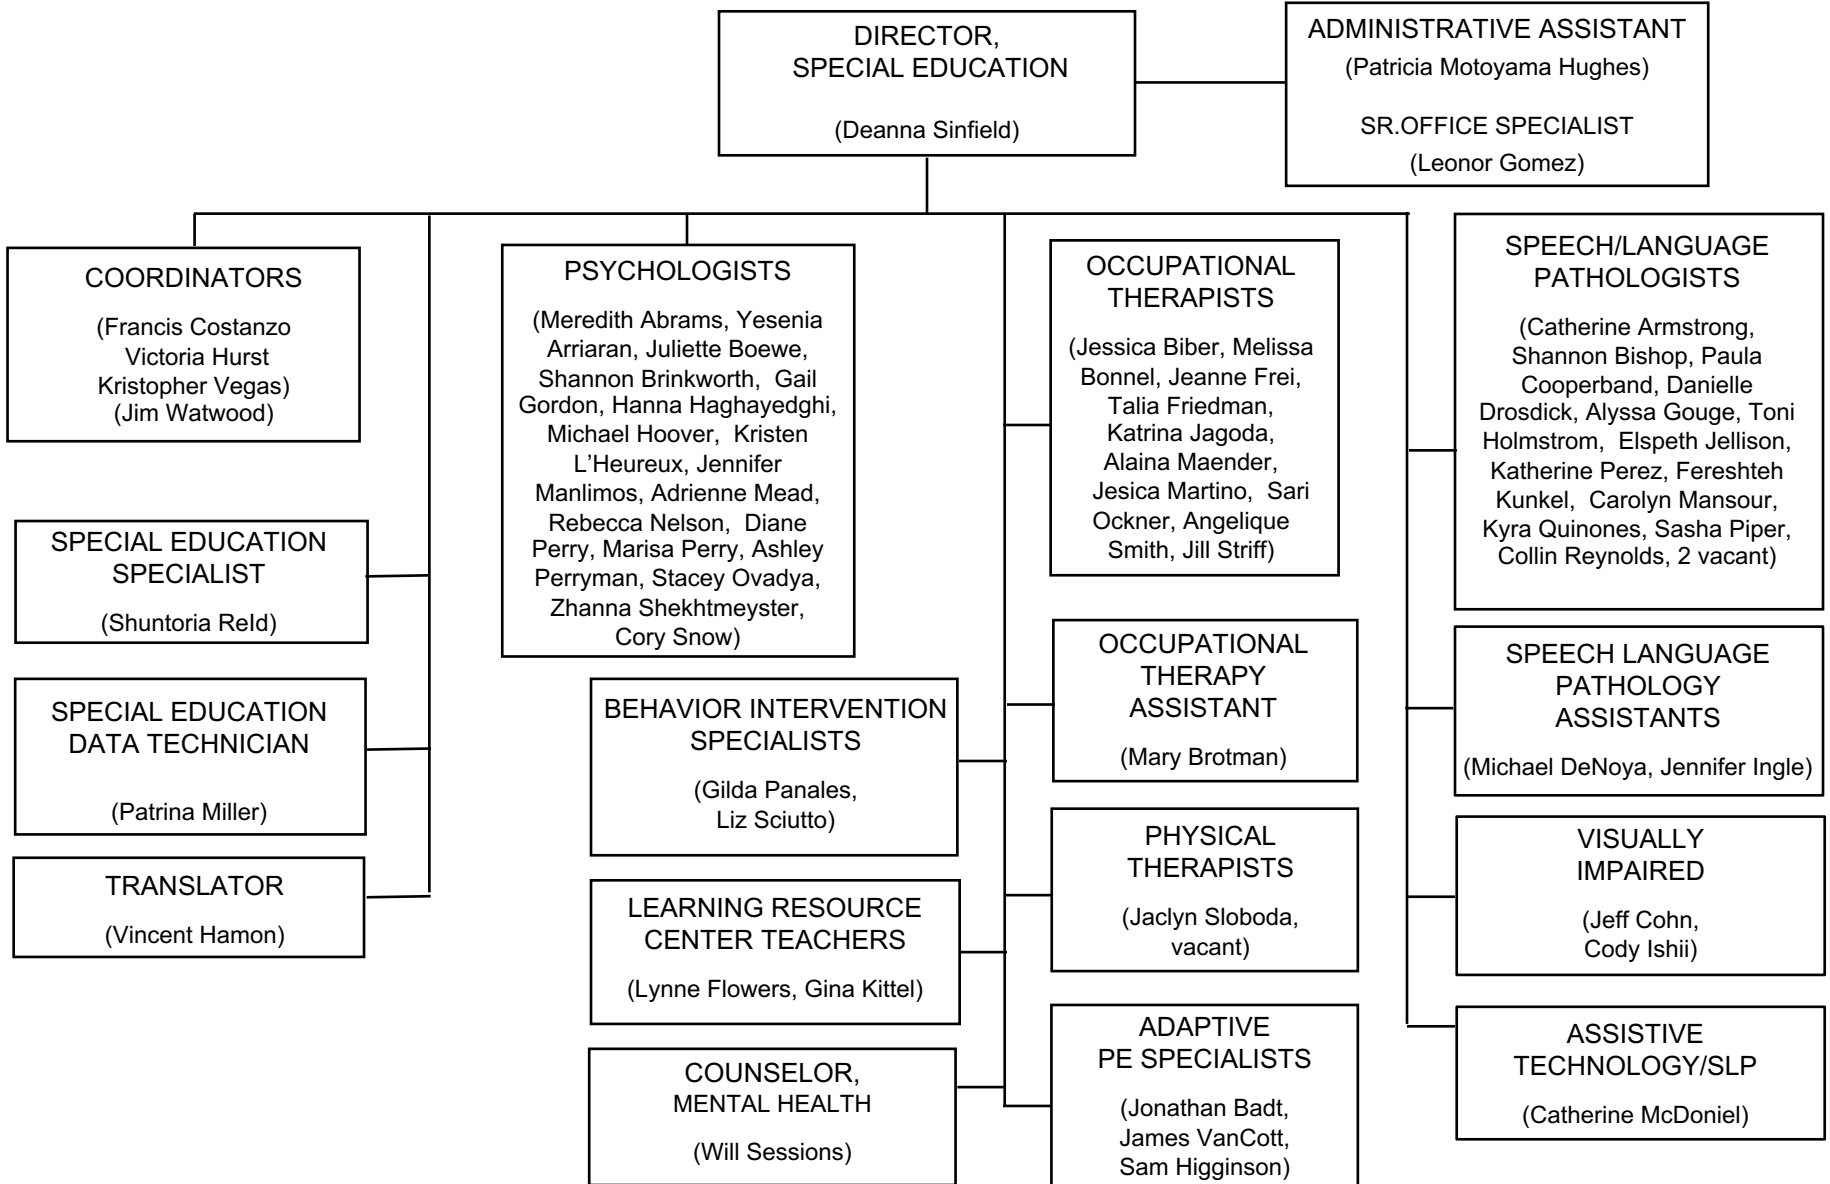 DIRECTOR,
SPECIAL EDUCATION
(Deanna Sinfield)
ADMINISTRATIVE ASSISTANT
(Patricia Motoyama Hughes)
SR.OFFICE SPECIALIST
(Leonor Gomez)
COORDINATORS
(Francis Costanzo
Victoria Hurst
Kristopher Vegas)
(Jim Watwood)
SPECIAL EDUCATION
SPECIALIST
(Shuntoria ReId)
SPECIAL EDUCATION
DATA TECHNICIAN
(Patrina Miller)
TRANSLATOR
(Vincent Hamon)
PSYCHOLOGISTS
(Meredith Abrams, Yesenia
Arriaran, Juliette Boewe,
Shannon Brinkworth, Gail
Gordon, Hanna Haghayedghi,
Michael Hoover, Kristen
L'Heureux, Jennifer
Manlimos, Adrienne Mead,
Rebecca Nelson, Diane
Perry, Marisa Perry, Ashley
Perryman, Stacey Ovadya,
Zhanna Shekhtmeyster,
Cory Snow)
BEHAVIOR INTERVENTION
SPECIALISTS
(Gilda Panales,
Liz Sciutto)
LEARNING RESOURCE
CENTER TEACHERS
(Lynne Flowers, Gina Kittel)
COUNSELOR,
MENTAL HEALTH
(Will Sessions)
OCCUPATIONAL
THERAPISTS
(Jessica Biber, Melissa
Bonnel, Jeanne Frei,
Talia Friedman,
Katrina Jagoda,
Alaina Maender,
Jesica Martino, Sari
Ockner, Angelique
Smith, Jill Striff)
OCCUPATIONAL
THERAPY
ASSISTANT
(Mary Brotman)
PHYSICAL
THERAPISTS
(Jaclyn Sloboda,
vacant)
ADAPTIVE
PE SPECIALISTS
(Jonathan Badt,
James VanCott,
Sam Higginson)
SPEECH/LANGUAGE
PATHOLOGISTS
(Catherine Armstrong,
Shannon Bishop, Paula
Cooperband, Danielle
Drosdick, Alyssa Gouge, Toni
Holmstrom, Elspeth Jellison,
Katherine Perez, Fereshteh
Kunkel, Carolyn Mansour,
Kyra Quinones, Sasha Piper,
Collin Reynolds, 2 vacant)
SPEECH LANGUAGE
PATHOLOGY
ASSISTANTS
(Michael DeNoya, Jennifer Ingle)
VISUALLY
IMPAIRED
(Jeff Cohn,
Cody Ishii)
ASSISTIVE
TECHNOLOGY/SLP
(Catherine McDoniel)